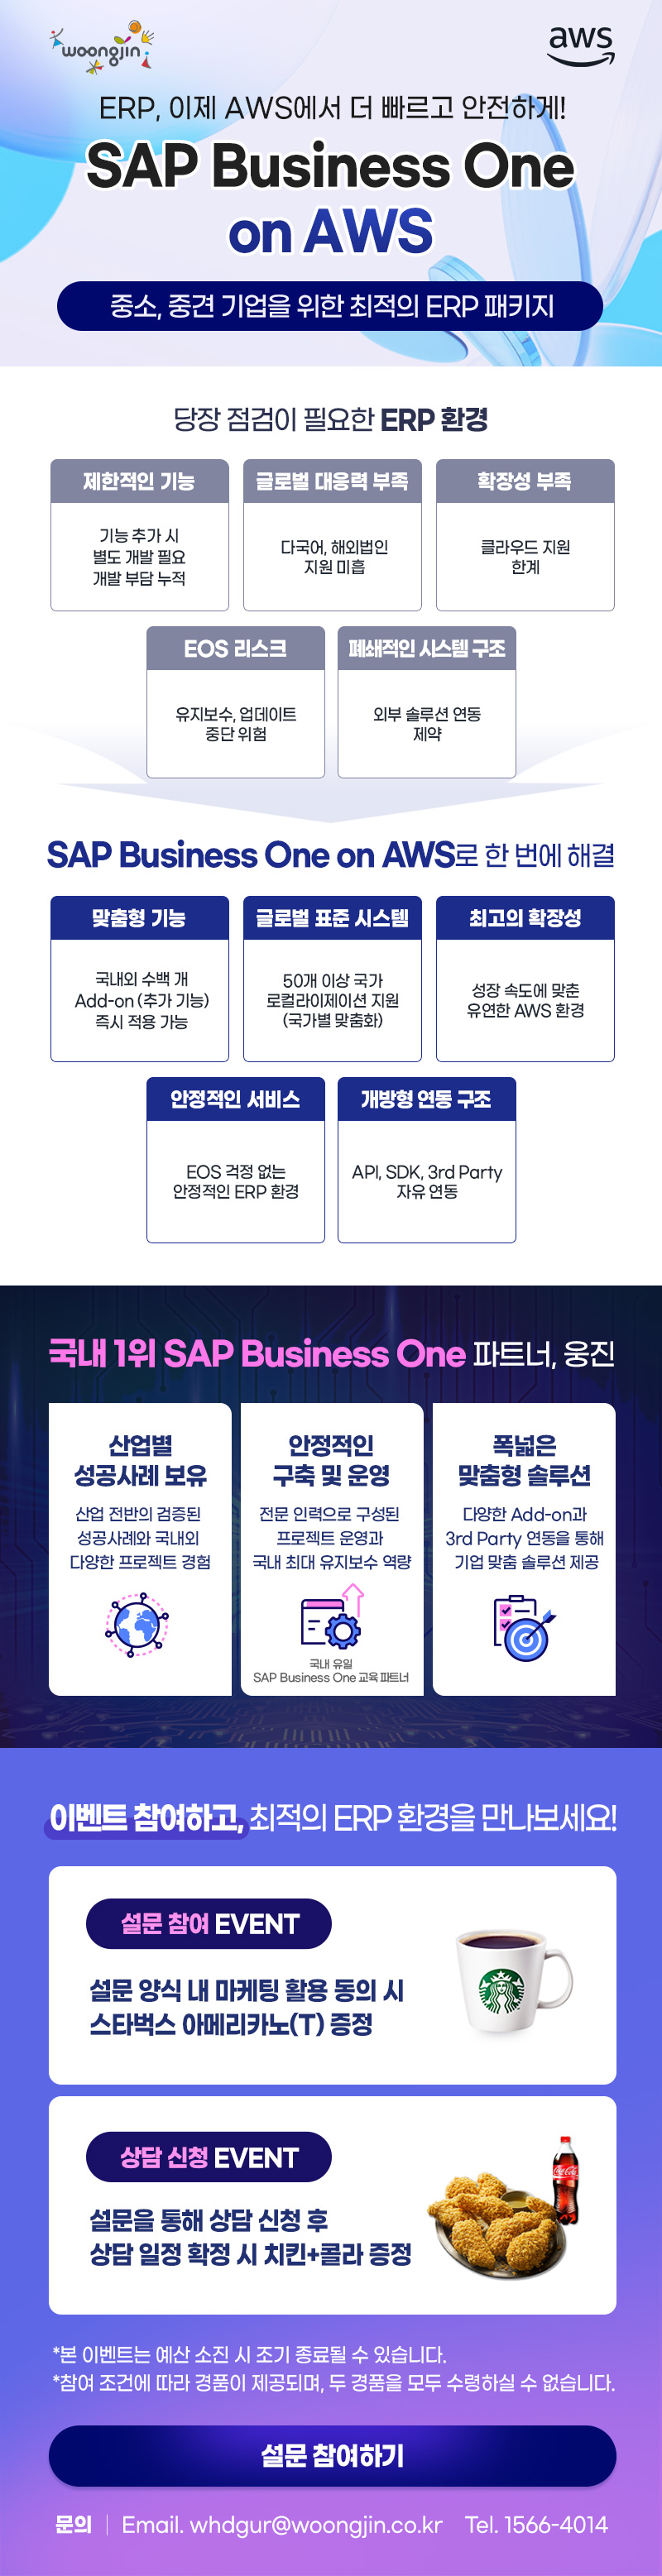 woongjin
aws
ERP, 이제 AWS에서 더 빠르고 안전하게!
SAP Business One
on AWS
중소, 중견 기업을 위한 최적의 ERP 패키지
당장 점검이 필요한 ERP 환경
제한적인 기능
기능 추가 시
별도 개발 필요
개발 부담 누적
글로벌 대응력 부족
다국어, 해외법인
지원 미흡
확장성 부족
클라우드 지원
한계
EOS 리스크
유지보수, 업데이트
중단 위험
폐쇄적인 시스템 구조
외부 솔루션 연동
제약
SAP Business One on AWS로 한 번에 해결
맞춤형 기능
국내외 수백 개
Add-on (추가 기능)
즉시 적용 가능
글로벌 표준 시스템
50개 이상 국가
로컬라이제이션 지원
(국가별 맞춤화)
최고의 확장성
성장 속도에 맞춘
유연한 AWS 환경
안정적인 서비스
EOS 걱정 없는
안정적인 ERP 환경
개방형 연동 구조
API, SDK, 3rd Party
자유 연동
국내 1위 SAP Business One 파트너, 웅진
산업별
성공사례 보유
산업 전반의 검증된
성공사례와 국내외
다양한 프로젝트 경험
안정적인
구축 및 운영
전문 인력으로 구성된
프로젝트 운영과
국내 최대 유지보수 역량
국내 유일
SAP Business One 교육 파트너
폭넓은
맞춤형 솔루션
다양한 Add-on과
3rd Party 연동을 통해
기업 맞춤 솔루션 제공
이벤트 참여하고, 최적의 ERP 환경을 만나보세요!
설문 참여 EVENT
설문 양식 내 마케팅 활용 동의 시
스타벅스 아메리카노(T) 증정
상담 신청 EVENT
설문을 통해 상담 신청 후
상담 일정 확정 시 치킨+콜라 증정
Coca-Cola
*본 이벤트는 예산 소진 시 조기 종료될 수 있습니다.
*참여 조건에 따라 경품이 제공되며, 두 경품을 모두 수령하실 수 없습니다.
설문 참여하기
문의 | Email. whdgur@woongjin.co.kr Tel. 1566-4014